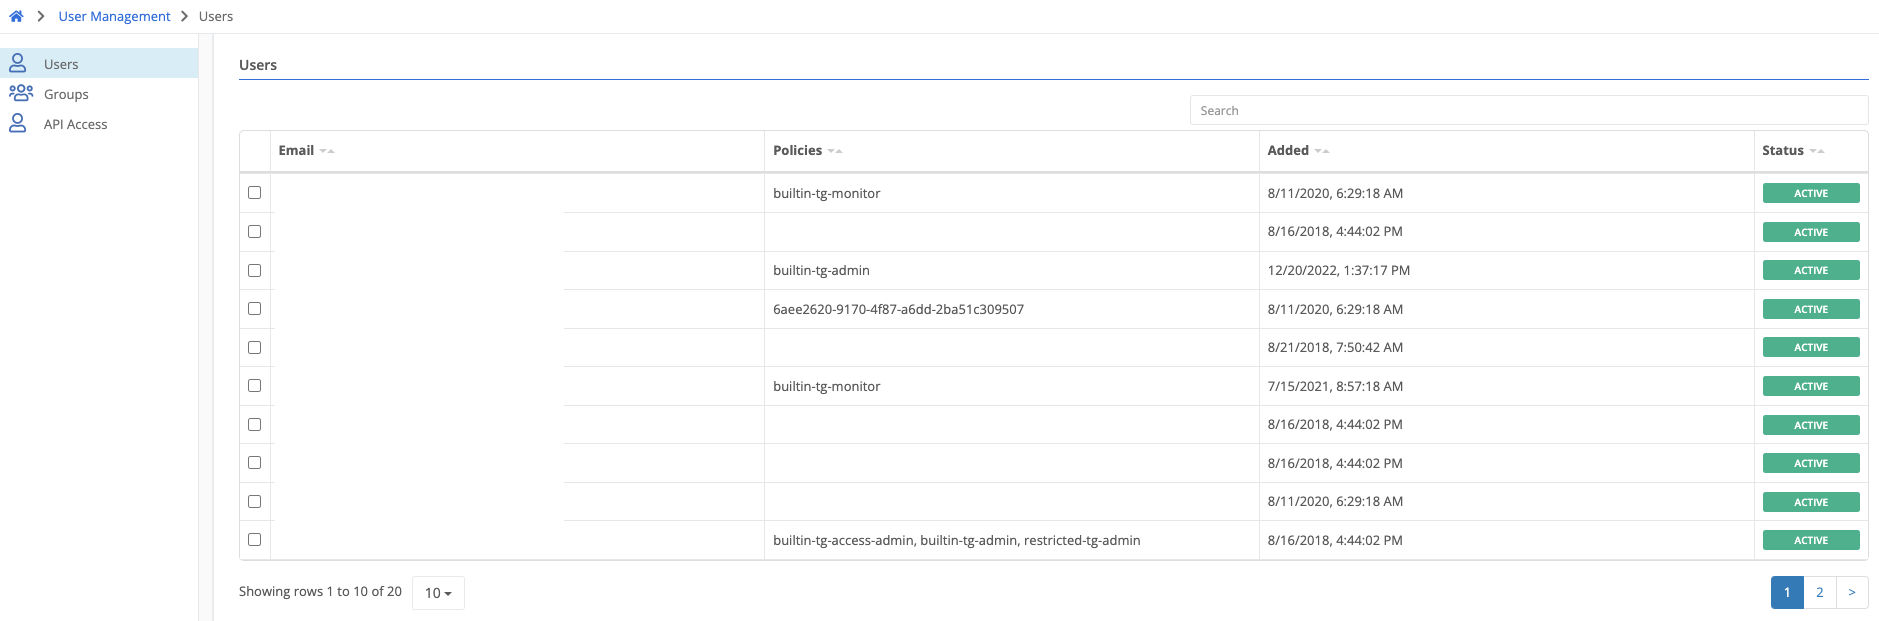 User Management Users
Users
Groups
API Access
Users
Search
Email Policies Added Status
builtin-tg-monitor 8/11/2020, 6:29:18 AM ACTIVE
8/16/2018, 4:44:02 PM ACTIVE
builtin-tg-admin 12/20/2022, 1:37:17 PM ACTIVE
6aee2620-9170-4f87-a6dd-2ba51c309507 8/11/2020, 6:29:18 AM ACTIVE
8/21/2018, 7:50:42 AM ACTIVE
builtin-tg-monitor 7/15/2021, 8:57:18 AM ACTIVE
8/16/2018, 4:44:02 PM ACTIVE
8/16/2018, 4:44:02 PM ACTIVE
8/11/2020, 6:29:18 AM ACTIVE
builtin-tg-access-admin, builtin-tg-admin, restricted-tg-admin 8/16/2018, 4:44:02 PM ACTIVE
Showing rows 1 to 10 of 20 10 1 2 >